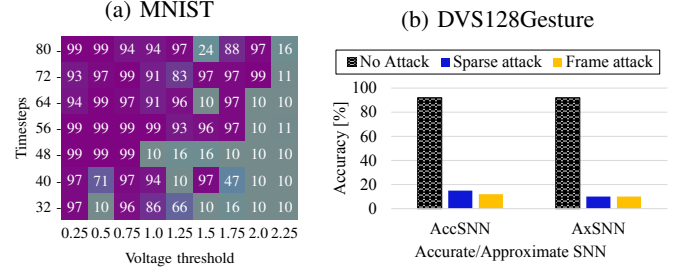 (a) MNIST
80 99 99 94 94 97 24 88 97 16
72 93 97 99 91 83 97 97 99 11
64 94 99 97 91 96 10 97 10 10
56 99 99 99 99 93 96 97 10 11
48 99 99 99 10 16 16 10 10 10
40 97 71 97 94 10 97 47 10 10
32 97 10 96 86 66 10 16 10 10
0.25 0.5 0.75 1.0 1.25 1.5 1.75 2.0 2.25
Timesteps
Voltage threshold
(b) DVS128Gesture
No Attack Sparse attack Frame attack
100
80
60
40
20
0
Accuracy [%]
AccSNN AxSNN
Accurate/Approximate SNN